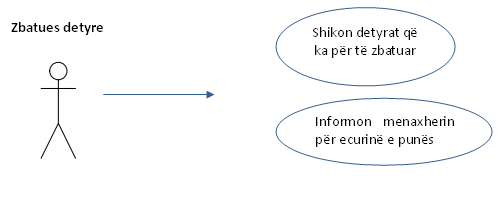 Zbatues detyre
Shikon detyrat që
ka për të zbatuar
Informon menaxherin
për ecurinë e punës